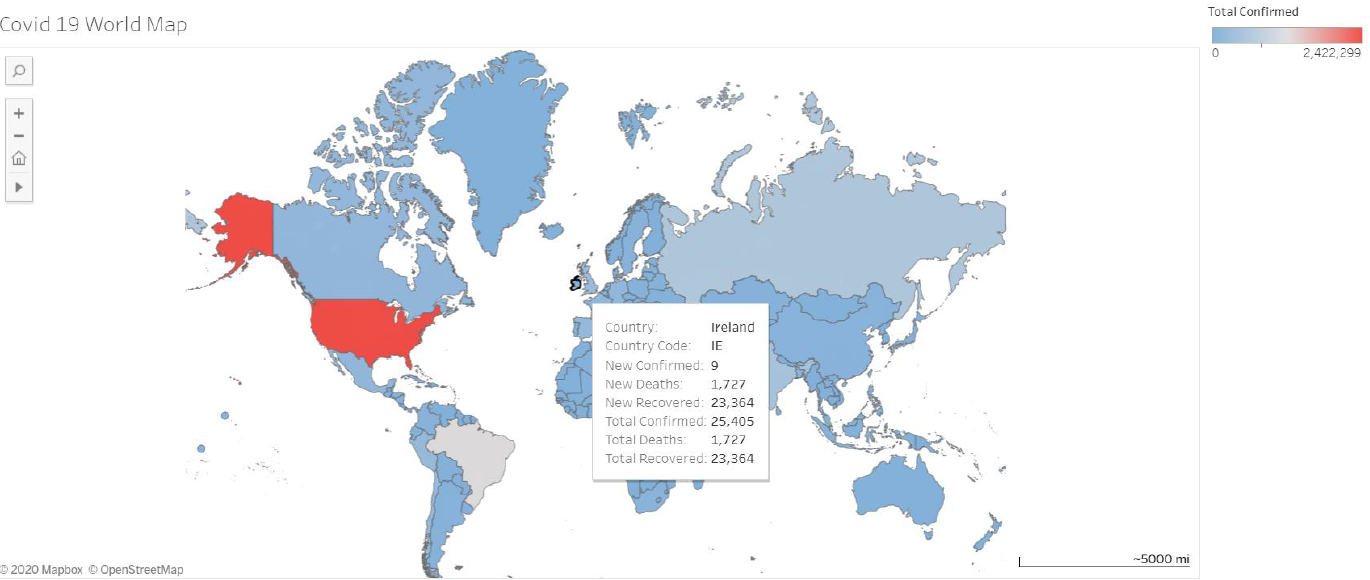 Covid 19 World Map
Total Confirmed
0 2,422,299
Country: Ireland
Country Code: IE
New Confirmed: 9
New Deaths: 1,727
New Recovered: 23,364
Total Confirmed: 25,405
Total Deaths: 1,727
Total Recovered: 23,364
~5000 mi
© 2020 Mapbox © OpenStreetMap